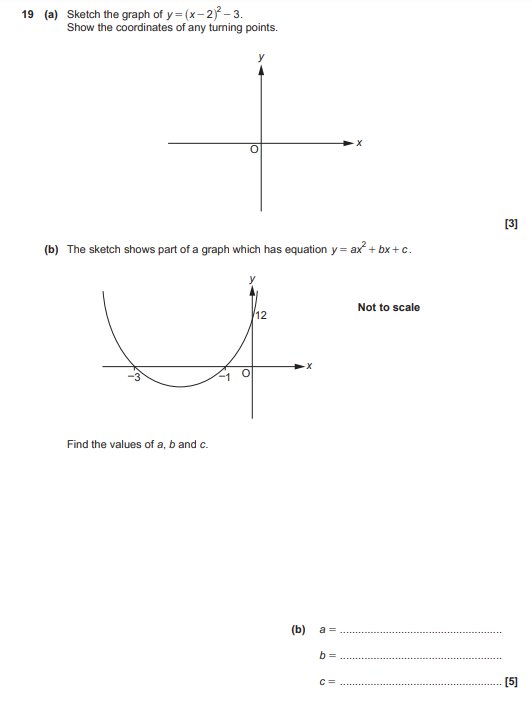 19 (a) Sketch the graph of y = (x – 2)² – 3.
Show the coordinates of any turning points.
y
x
O
[3]
(b) The sketch shows part of a graph which has equation y = ax² + bx + c.
y
Not to scale
12
x
–3 –1 O
Find the values of a, b and c.
(b) a = ......................................................
b = ......................................................
c = ...................................................... [5]